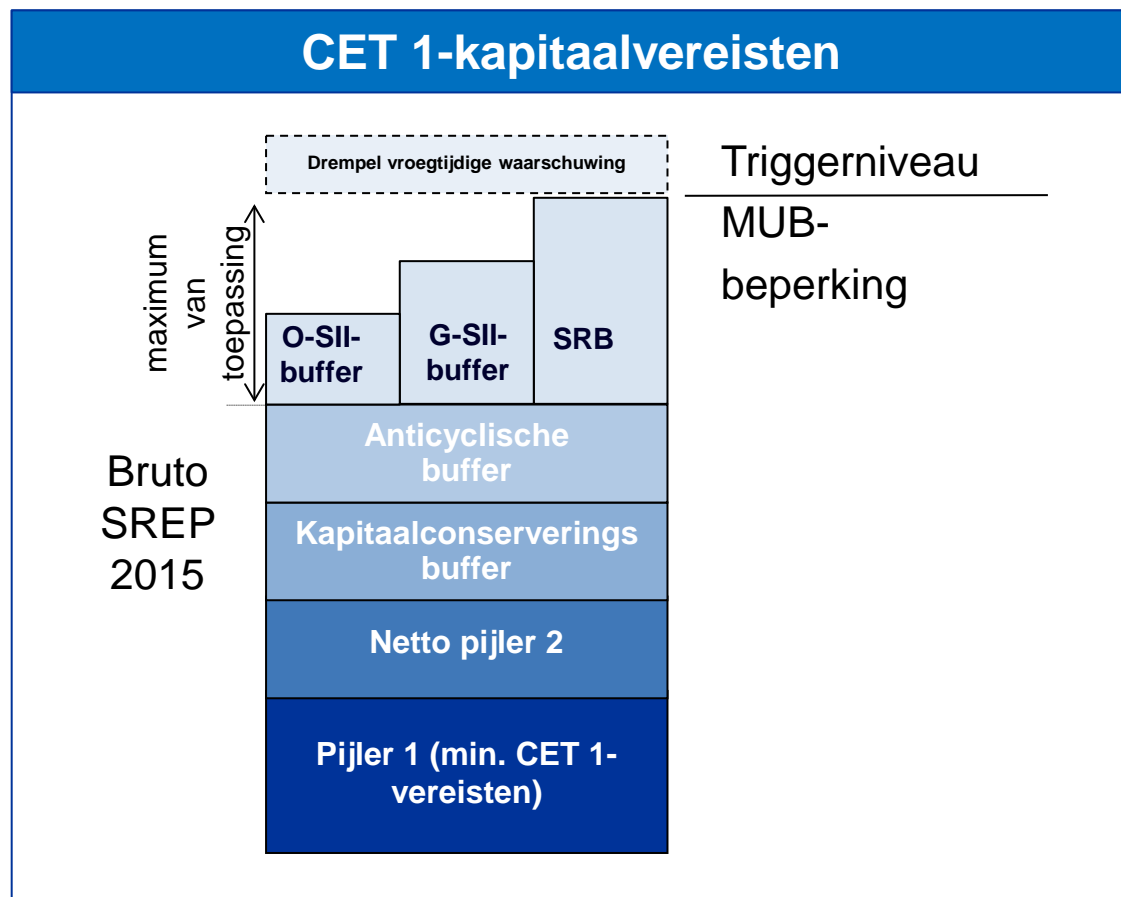 CET 1-kapitaalvereisten
Drempel vroegtijdige waarschuwing
Triggerniveau
MUB-
beperking
maximum
van
toepassing
O-SII-
buffer
G-SII-
buffer
SRB
Anticyclische
buffer
Bruto
SREP
2015
Kapitaalconserverings
buffer
Netto pijler 2
Pijler 1 (min. CET 1-
vereisten)